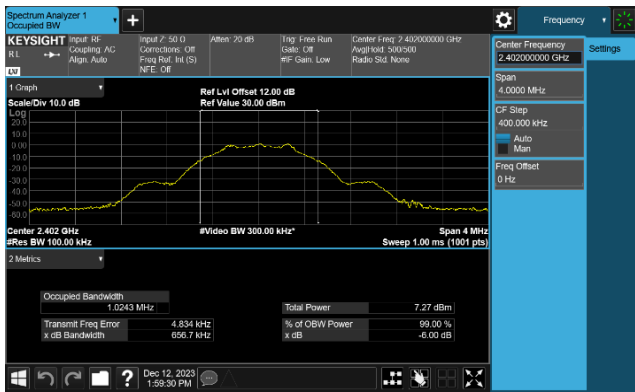 Spectrum Analyzer 1
Occupied BW
Frequency
KEYSIGHT
Input: RF
Coupling: AC
Align: Auto
Input Z: 50 Ω
Corrections: Off
Freq Ref: Int (S)
NFE: Off
Atten: 20 dB
Trig: Free Run
Gate: Off
#IF Gain: Low
Center Freq: 2.402000000 GHz
Avg|Hold: 500/500
Radio Std: None
R L
LXI
Center Frequency
2.402000000 GHz
Settings
Span
4.0000 MHz
CF Step
400.000 kHz
Auto
Man
Freq Offset
0 Hz
1 Graph
Scale/Div 10.0 dB
Ref Lvl Offset 12.00 dB
Ref Value 30.00 dBm
Log
20.0
10.0
0.00
-10.0
-20.0
-30.0
-40.0
-50.0
-60.0
Center 2.402 GHz
#Res BW 100.00 kHz
#Video BW 300.00 kHz*
Span 4 MHz
Sweep 1.00 ms (1001 pts)
2 Metrics
Occupied Bandwidth
1.0243 MHz
Total Power 7.27 dBm
Transmit Freq Error 4.834 kHz
% of OBW Power 99.00 %
x dB Bandwidth 656.7 kHz
x dB -6.00 dB
Dec 12, 2023
1:59:30 PM